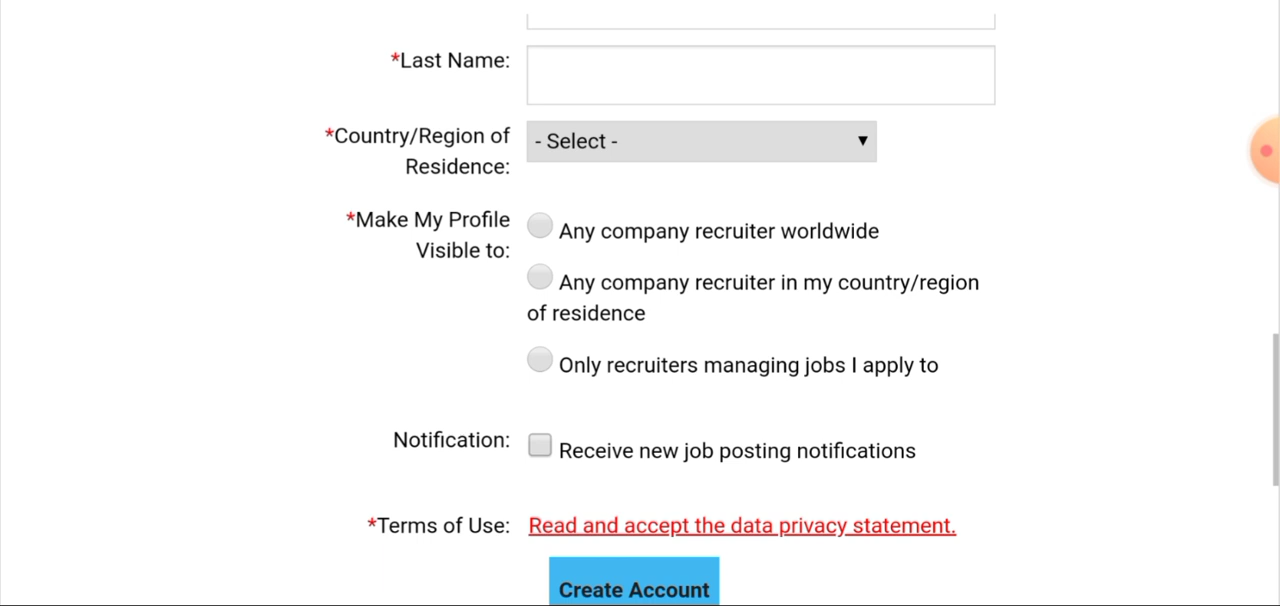 *Last Name:
*Country/Region of
Residence:
- Select -
*Make My Profile
Visible to:
Any company recruiter worldwide
Any company recruiter in my country/region
of residence
Only recruiters managing jobs I apply to
Notification:
Receive new job posting notifications
*Terms of Use:
Read and accept the data privacy statement.
Create Account